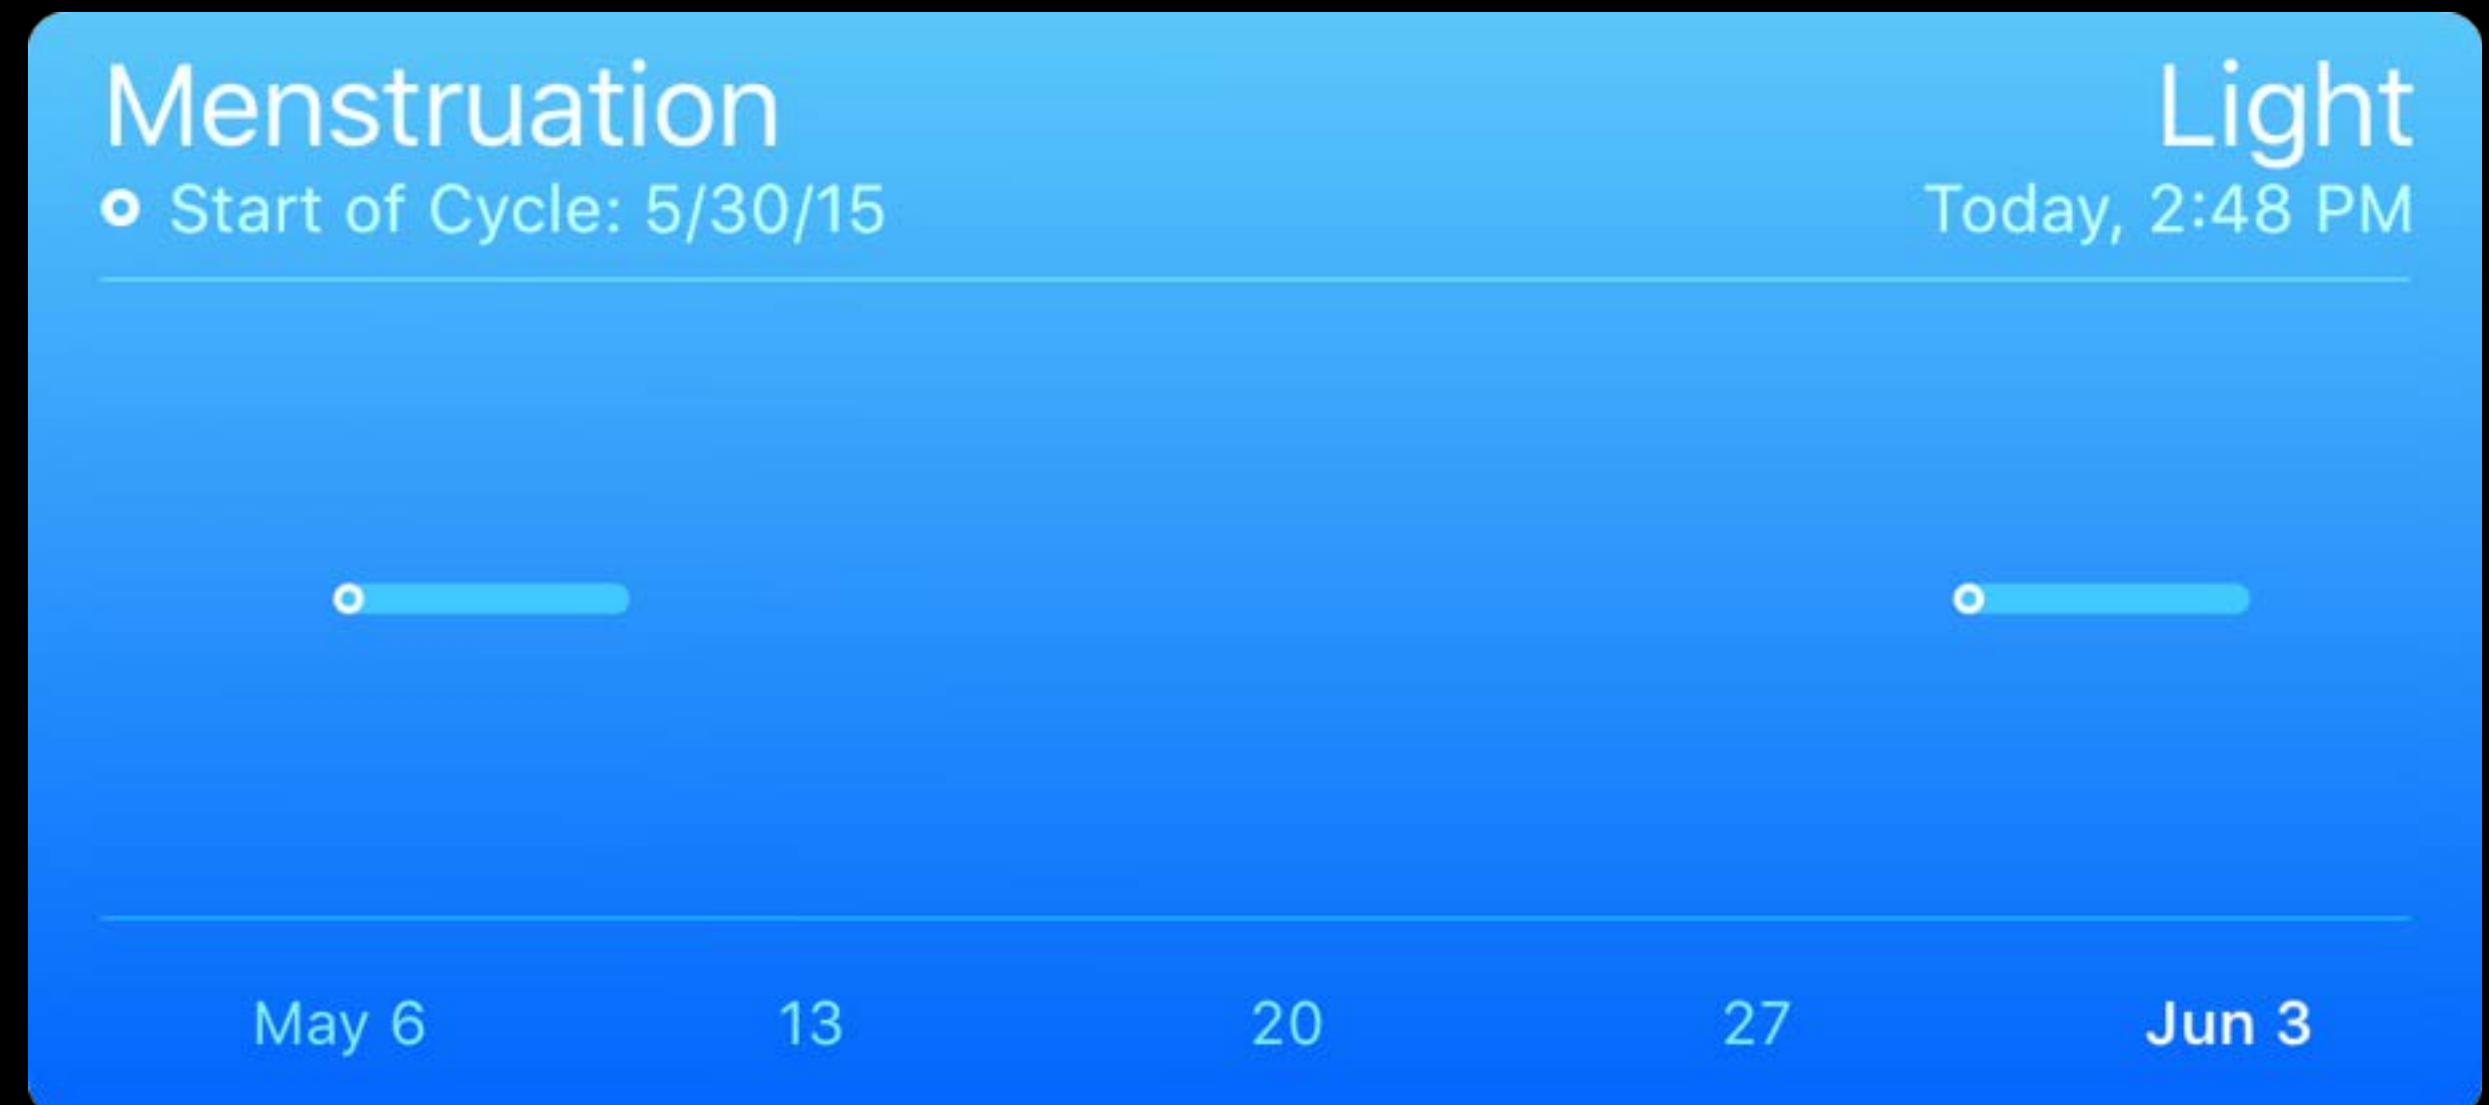 Menstruation
Light
Start of Cycle: 5/30/15
Today, 2:48 PM
May 6
13
20
27
Jun 3